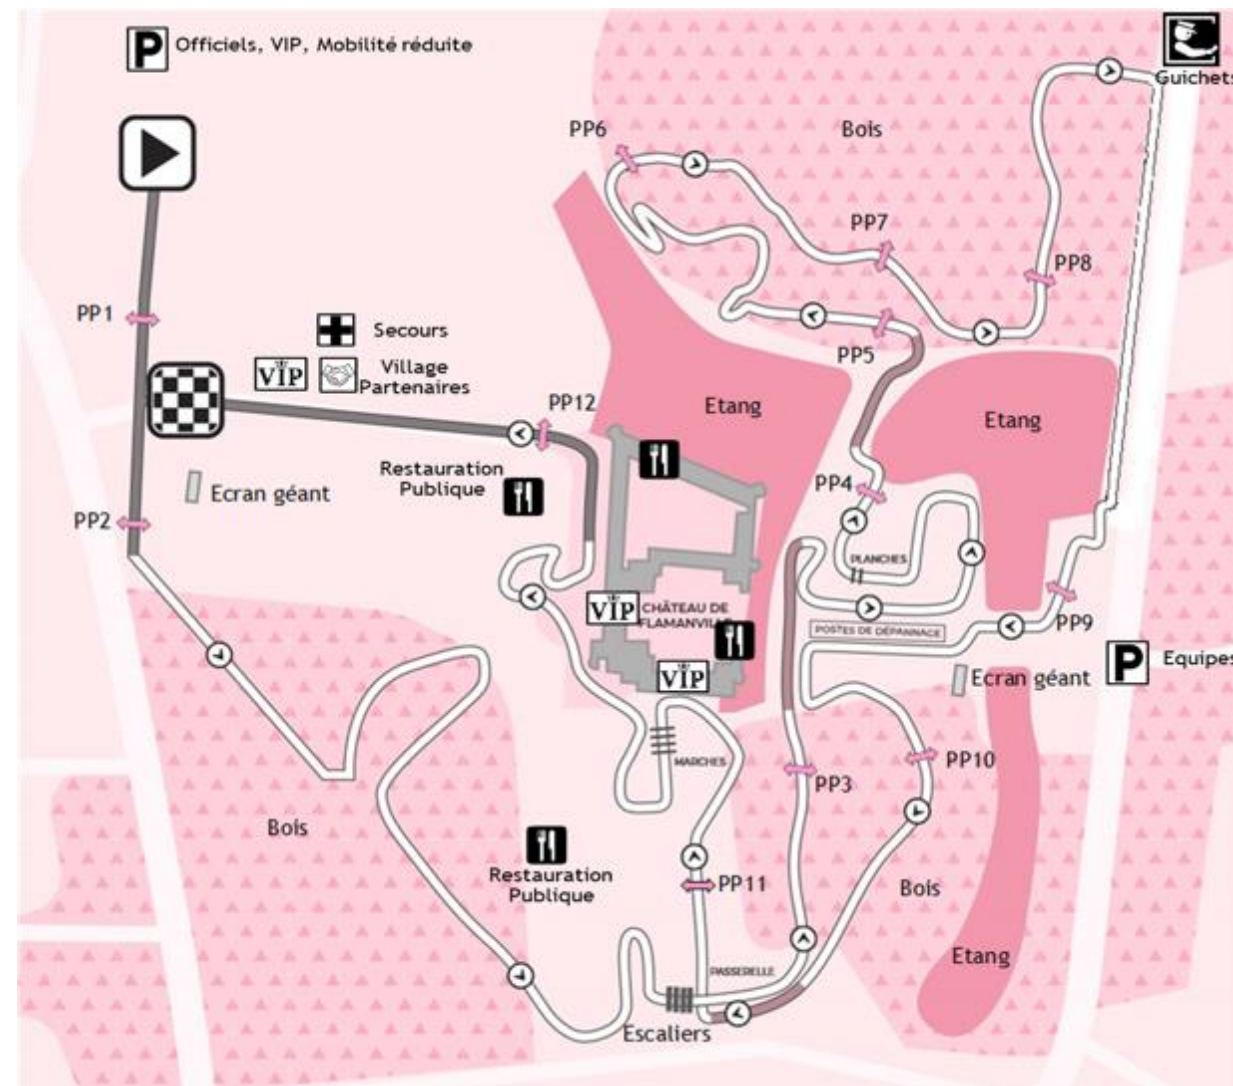 P Officiels, VIP, Mobilité réduite
Guichets
PP6
Bois
PP7
PP8
PP1
Secours
PP5
VIP
Village
Partenaires
PP12
Etang
Etang
Restauration
Publique
PP4
Ecran géant
PP2
PLANCHES
VIP
CHÂTEAU DE
FLAMANVILLE
POSTES DE DÉPANNAGE
PP9
P Equipes
VIP
Ecran géant
MARCHES
PP10
PP3
Bois
Restauration
Publique
PP11
Bois
Etang
PASSERELLE
Escaliers